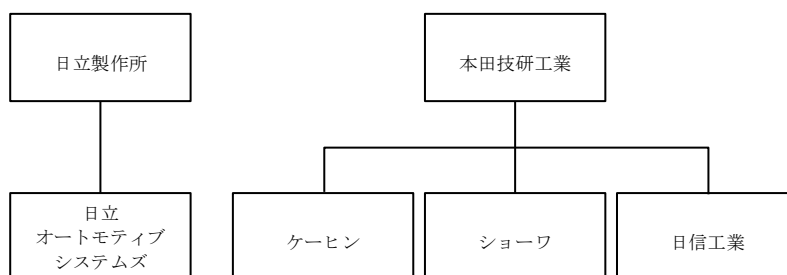 日立製作所
本田技研工業
日立
オートモティブ
システムズ
ケーヒン
ショーワ
日信工業